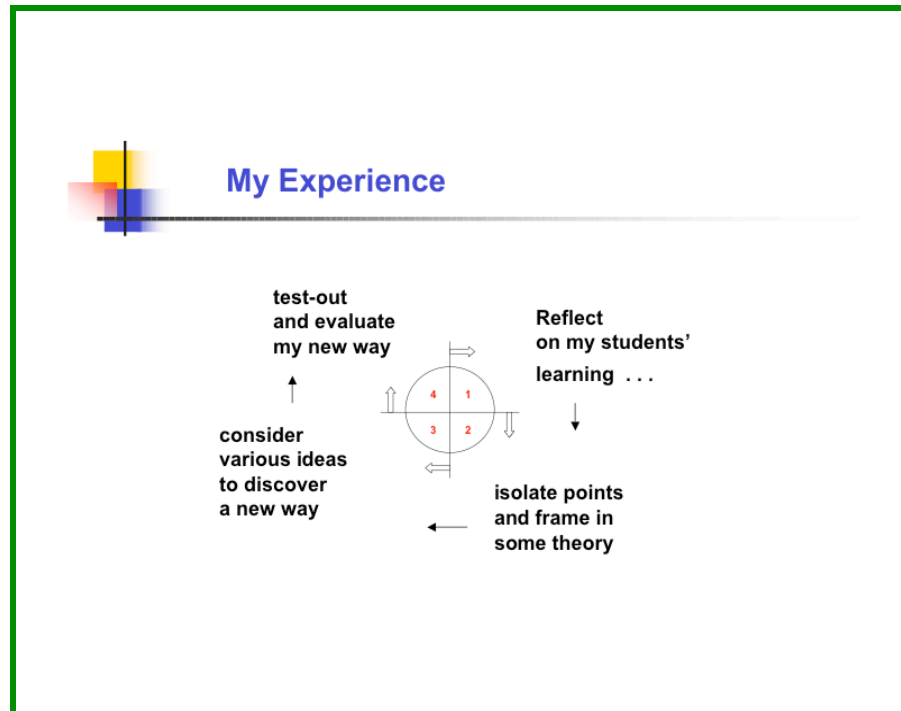 My Experience
test-out
and evaluate
my new way
Reflect
on my students’
learning . . .
4 1
3 2
consider
various ideas
to discover
a new way
isolate points
and frame in
some theory